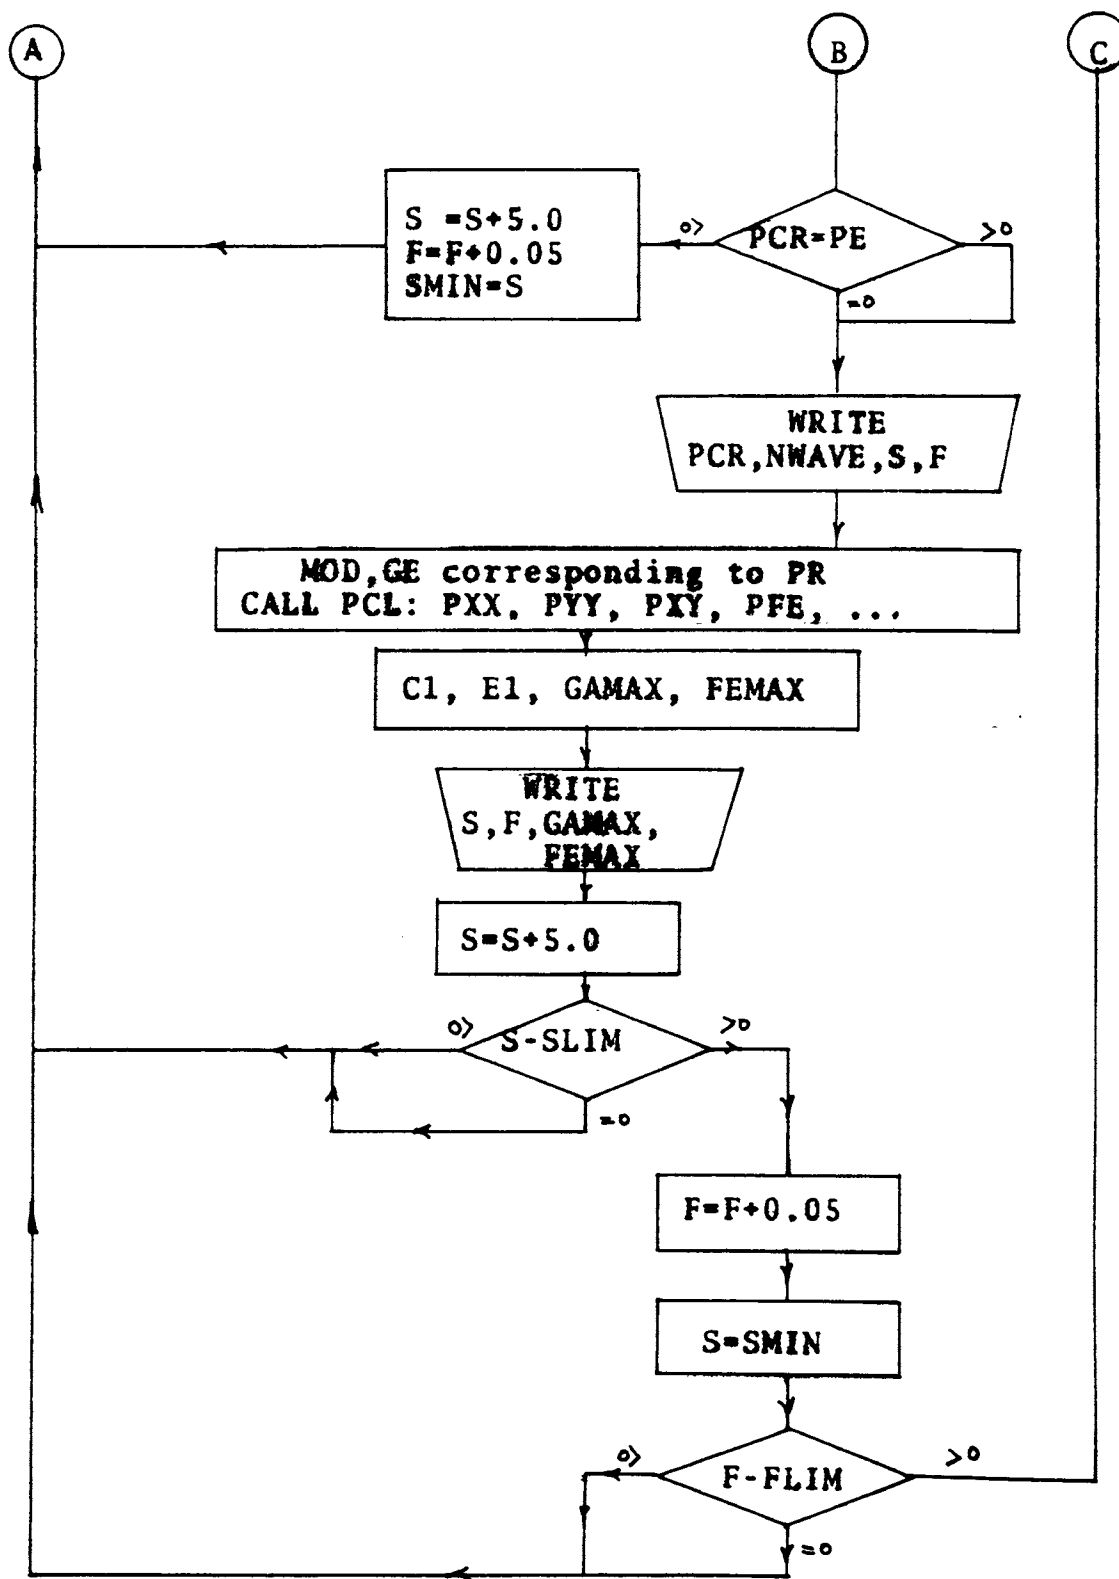 A
B
C
S =S+5.0
F=F+0.05
SMIN=S
0>
PCR=PE
>0
=0
WRITE
PCR,NWAVE,S,F
MOD,GE corresponding to PR
CALL PCL: PXX, PYY, PXY, PFE, ...
C1, E1, GAMAX, FEMAX
WRITE
S,F,GAMAX,
FEMAX
S=S+5.0
0>
S-SLIM
>0
=0
F=F+0.05
S=SMIN
0>
F-FLIM
>0
=0